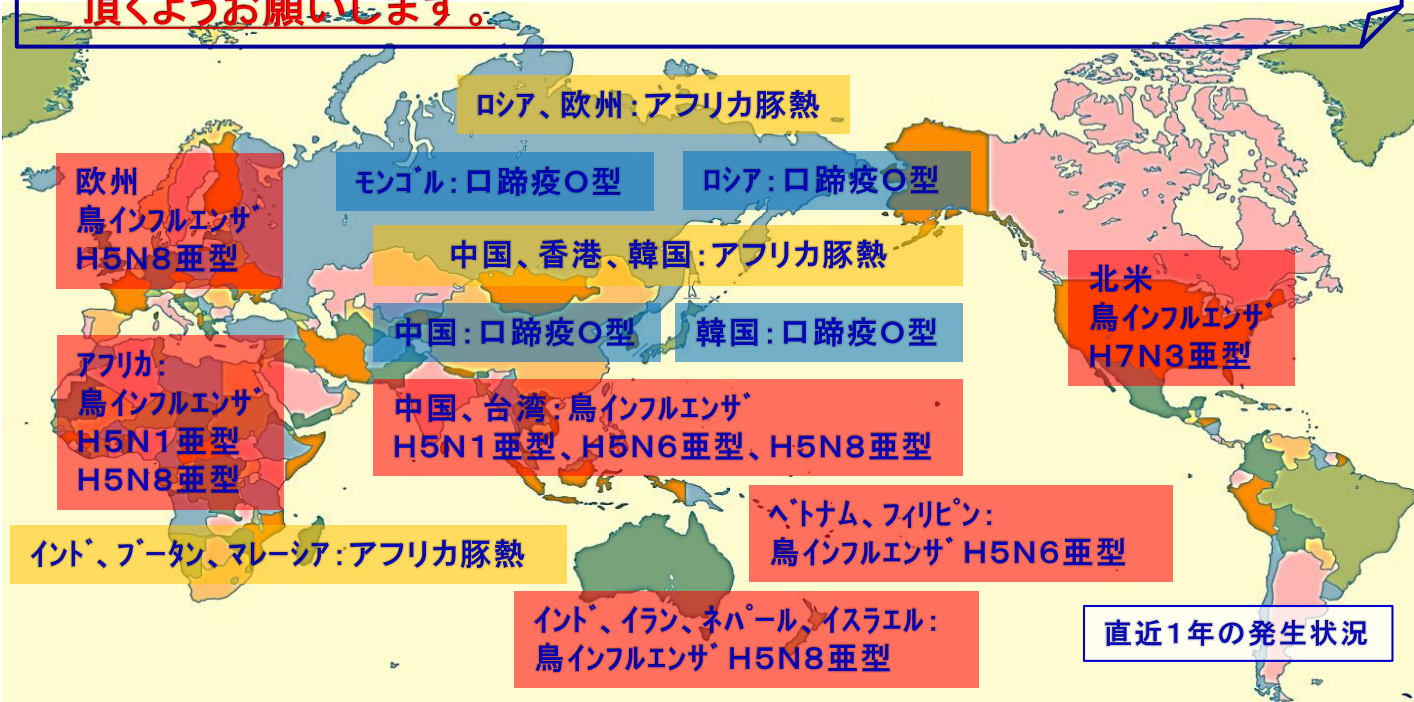 頂くようお願いします。
ロシア、欧州：アフリカ豚熱
欧州
鳥インフルエンザ
H5N8亜型
モンゴル：口蹄疫O型
ロシア：口蹄疫O型
中国、香港、韓国：アフリカ豚熱
北米
鳥インフルエンザ
H7N3亜型
中国：口蹄疫O型
韓国：口蹄疫O型
アフリカ：
鳥インフルエンザ
H5N1亜型
H5N8亜型
中国、台湾：鳥インフルエンザ
H5N1亜型、H5N6亜型、H5N8亜型
ベトナム、フィリピン：
鳥インフルエンザ H5N6亜型
インド、ブータン、マレーシア：アフリカ豚熱
インド、イラン、ネパール、イスラエル：
鳥インフルエンザ H5N8亜型
直近1年の発生状況